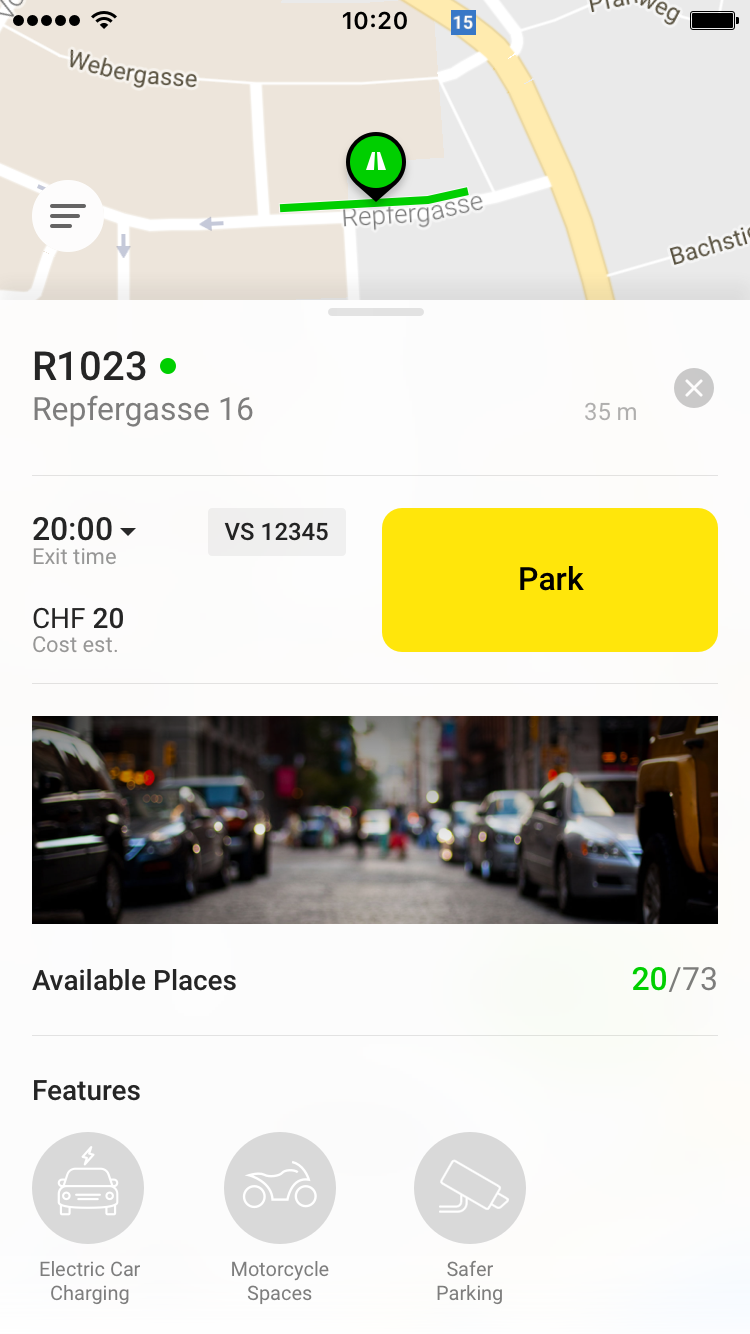 10:20
15
Webergasse
Repfergasse
R1023
Repfergasse 16
35 m
20:00
VS 12345
Exit time
Park
CHF 20
Cost est.
Available Places
20/73
Features
Electric Car
Charging
Motorcycle
Spaces
Safer
Parking